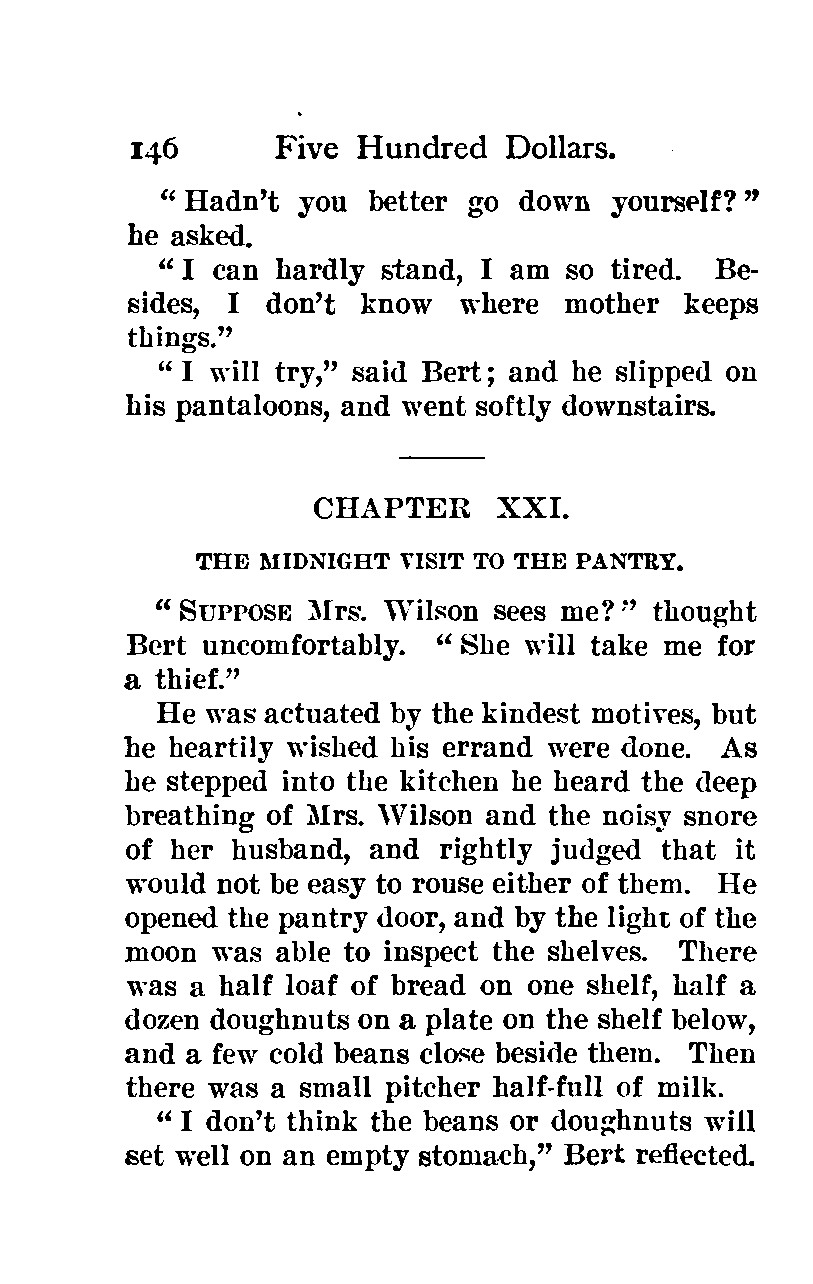 146 Five Hundred Dollars.
“Hadn’t you better go down yourself?”
he asked.
“I can hardly stand, I am so tired. Be-
sides, I don’t know where mother keeps
things.”
“I will try,” said Bert; and he slipped on
his pantaloons, and went softly downstairs.
CHAPTER XXI.
THE MIDNIGHT VISIT TO THE PANTRY.
“SUPPOSE Mrs. Wilson sees me?” thought
Bert uncomfortably. “She will take me for
a thief.”
He was actuated by the kindest motives, but
he heartily wished his errand were done. As
he stepped into the kitchen he heard the deep
breathing of Mrs. Wilson and the noisy snore
of her husband, and rightly judged that it
would not be easy to rouse either of them. He
opened the pantry door, and by the light of the
moon was able to inspect the shelves. There
was a half loaf of bread on one shelf, half a
dozen doughnuts on a plate on the shelf below,
and a few cold beans close beside them. Then
there was a small pitcher half-full of milk.
“I don’t think the beans or doughnuts will
set well on an empty stomach,” Bert reflected.